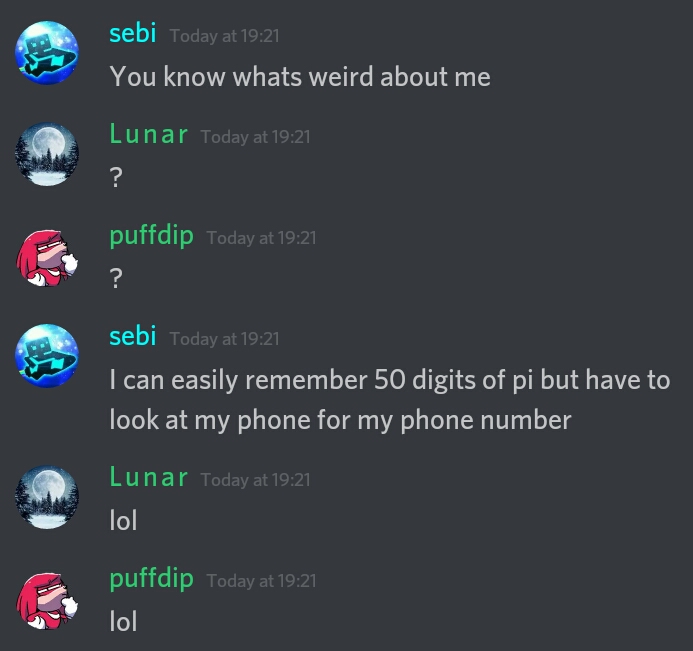 sebi Today at 19:21
You know whats weird about me
Lunar Today at 19:21
?
puffdip Today at 19:21
?
sebi Today at 19:21
I can easily remember 50 digits of pi but have to
look at my phone for my phone number
Lunar Today at 19:21
lol
puffdip Today at 19:21
lol